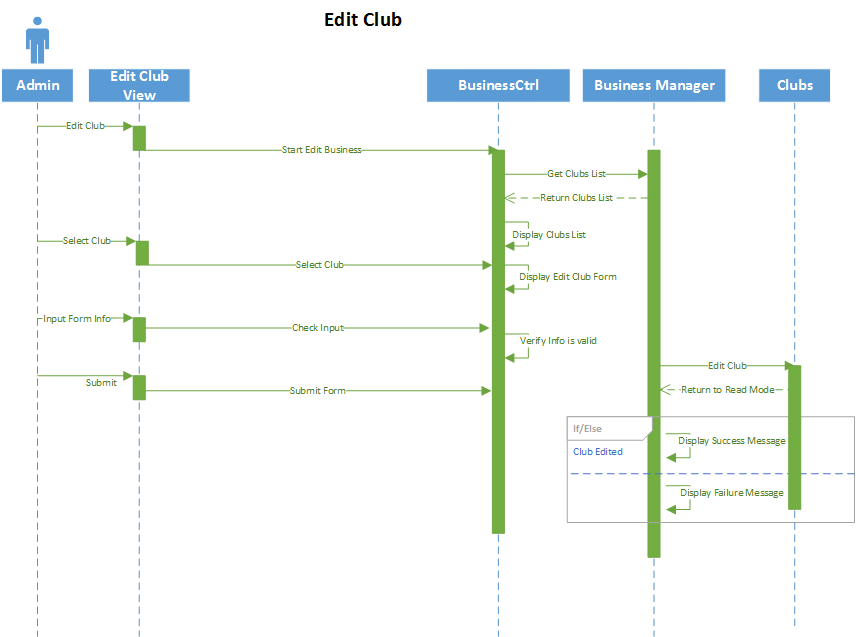 Edit Club
Admin
Edit Club
View
BusinessCtrl
Business Manager
Clubs
Edit Club
Start Edit Business
Get Clubs List
Return Clubs List
Display Clubs List
Select Club
Select Club
Display Edit Club Form
Input Form Info
Check Input
Verify Info is valid
Edit Club
Submit
Submit Form
Return to Read Mode
If/Else
Display Success Message
Club Edited
Display Failure Message